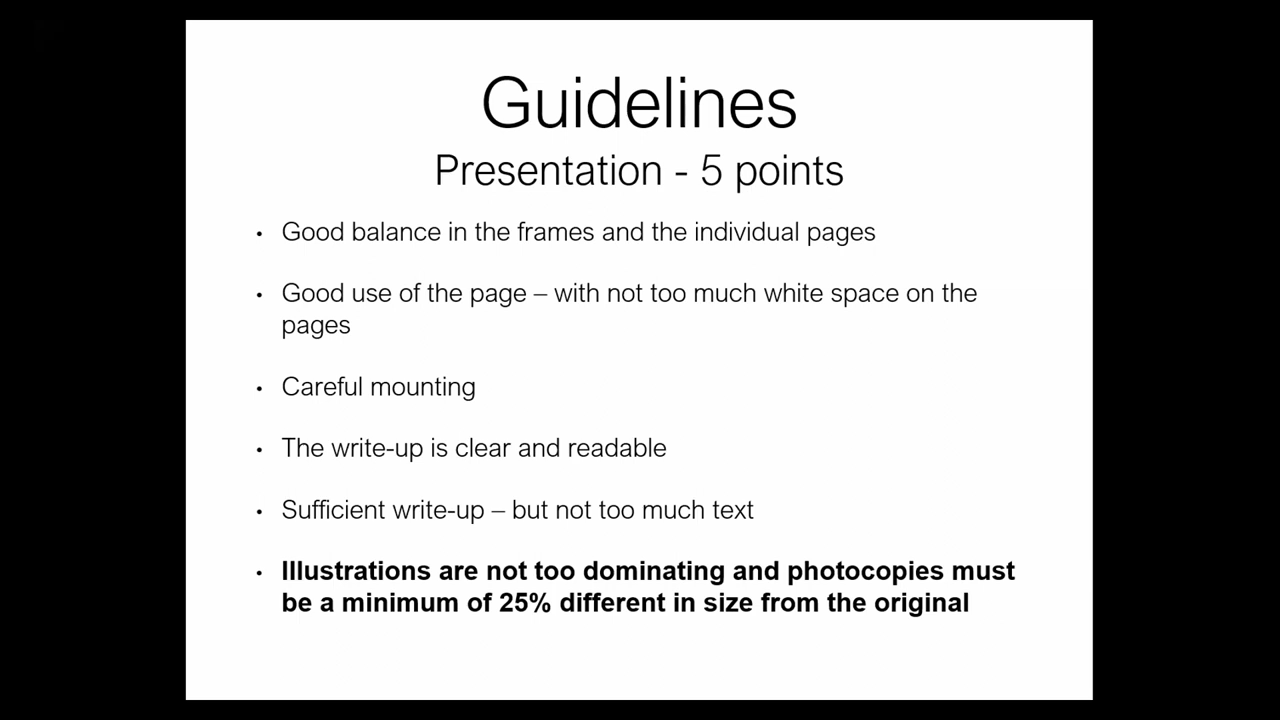 Guidelines
Presentation - 5 points
• Good balance in the frames and the individual pages
• Good use of the page – with not too much white space on the
pages
• Careful mounting
• The write-up is clear and readable
• Sufficient write-up – but not too much text
• Illustrations are not too dominating and photocopies must
be a minimum of 25% different in size from the original